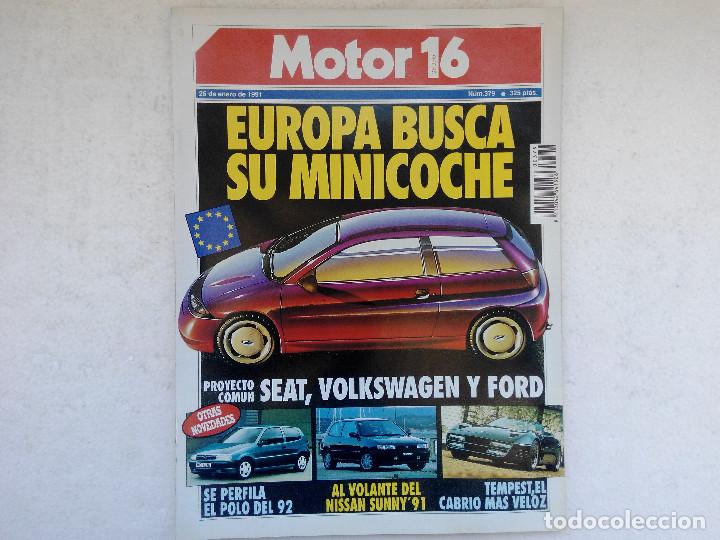 Motor 16
26 de enero de 1991
Núm.379 ● 325 ptas.
EUROPA BUSCA
SU MINICOCHE
PROYECTO
COMUN
SEAT, VOLKSWAGEN Y FORD
OTRAS
NOVEDADES
SE PERFILA
EL POLO DEL 92
AL VOLANTE DEL
NISSAN SUNNY'91
TEMPEST,EL
CABRIO MAS VELOZ
todocoleccion